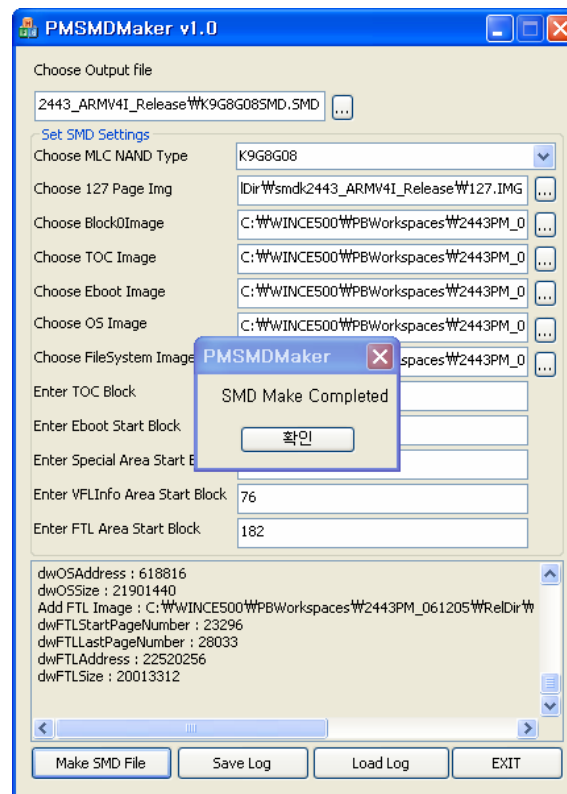 PMSMDMaker v1.0
Choose Output file
2443_ARMV4I_Release₩K9G8G08SMD.SMD
...
Set SMD Settings
Choose MLC NAND Type
K9G8G08
Choose 127 Page Img
lDir₩smdk2443_ARMV4I_Release₩127.IMG
...
Choose Block0Image
C:₩WINCE500₩PBWorkspaces₩2443PM_0
...
Choose TOC Image
C:₩WINCE500₩PBWorkspaces₩2443PM_0
...
Choose Eboot Image
C:₩WINCE500₩PBWorkspaces₩2443PM_0
...
Choose OS Image
C:₩WINCE500₩PBWorkspaces₩2443PM_0
...
Choose FileSystem Image
spaces₩2443PM_0
...
PMSMDMaker
SMD Make Completed
확인
Enter TOC Block
Enter Eboot Start Block
Enter Special Area Start B
Enter VFLInfo Area Start Block
76
Enter FTL Area Start Block
182
dwOSAddress : 618816
dwOSSize : 21901440
Add FTL Image : C:₩WINCE500₩PBWorkspaces₩2443PM_061205₩RelDir₩
dwFTLStartPageNumber : 23296
dwFTLLastPageNumber : 28033
dwFTLAddress : 22520256
dwFTLSize : 20013312
Make SMD File
Save Log
Load Log
EXIT